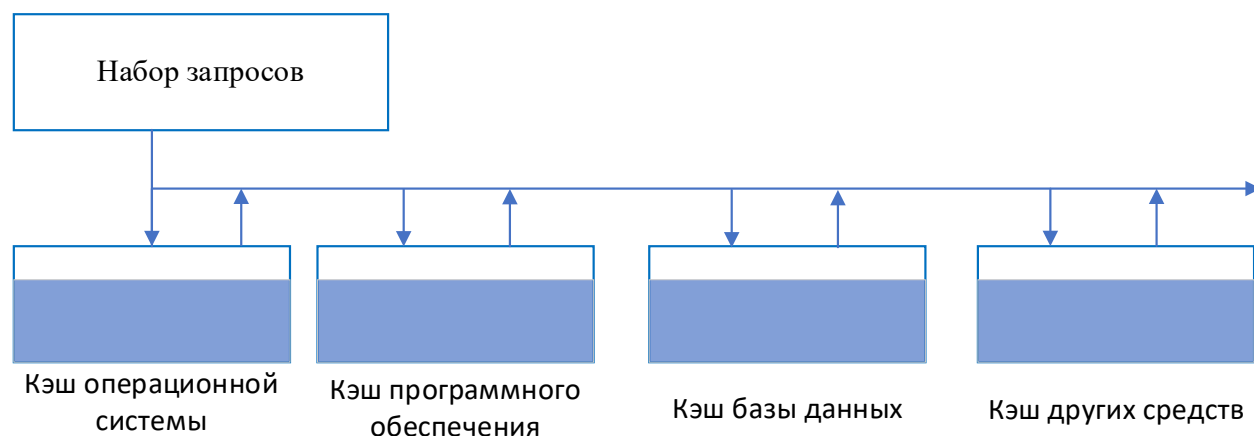 Набор запросов
Кэш операционной
системы
Кэш программного
обеспечения
Кэш базы данных
Кэш других средств